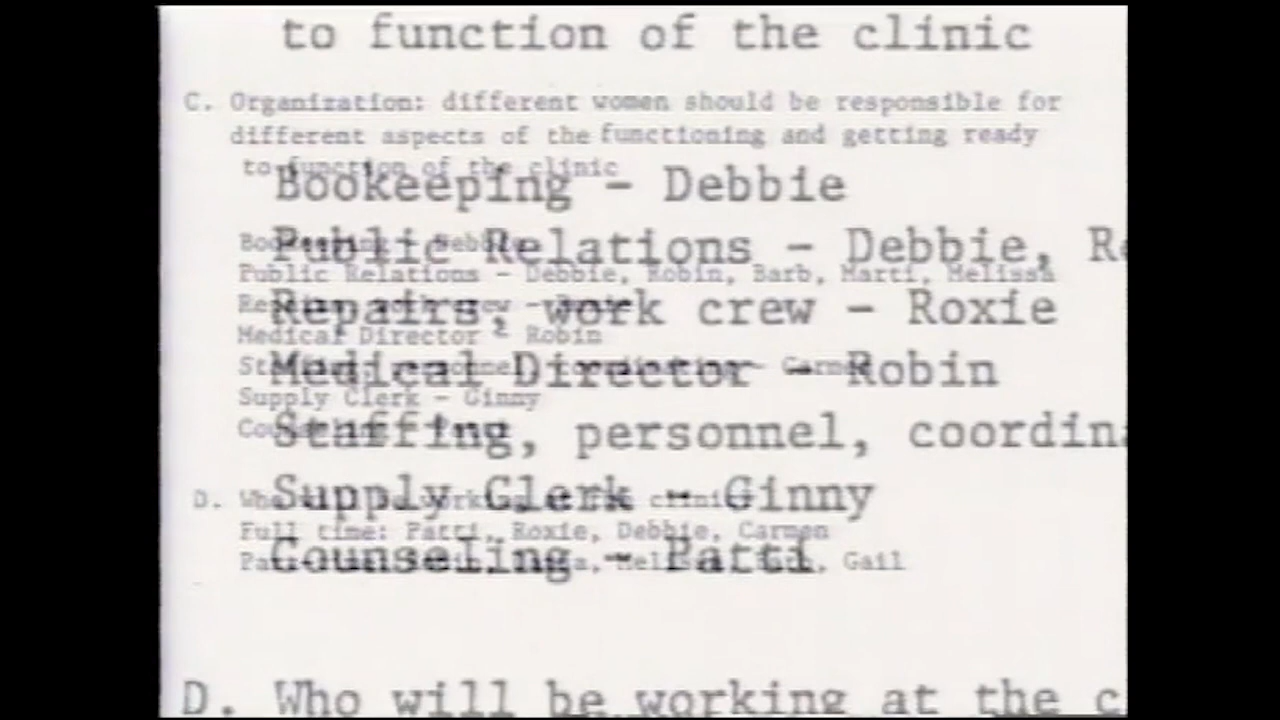 to function of the clinic
C. Organization: different women should be responsible for
different aspects of the functioning and getting ready
to function of the clinic
Bookeeping - Debbie
Public Relations - Debbie, R
Public Relations - Debbie, Robin, Barb, Marti, Melissa
Repairs, work crew - Roxie
Medical Director - Robin
Medical Director - Robin
Staffing, personnel, coordina
Supply Clerk - Ginny
Supply Clerk - Ginny
Counseling - Patti
D.
Full time: Patti, Roxie, Debbie, Carmen
Gail
D. Who will be working at the c